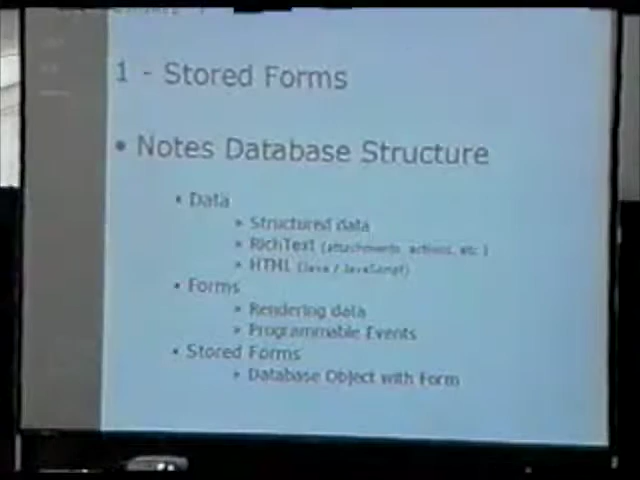 1 - Stored Forms
• Notes Database Structure
• Data
• Structured data
• RichText (attachments, actions, etc.)
• HTML (Java / JavaScript)
• Forms
• Rendering data
• Programmable Events
• Stored Forms
• Database Object with Form